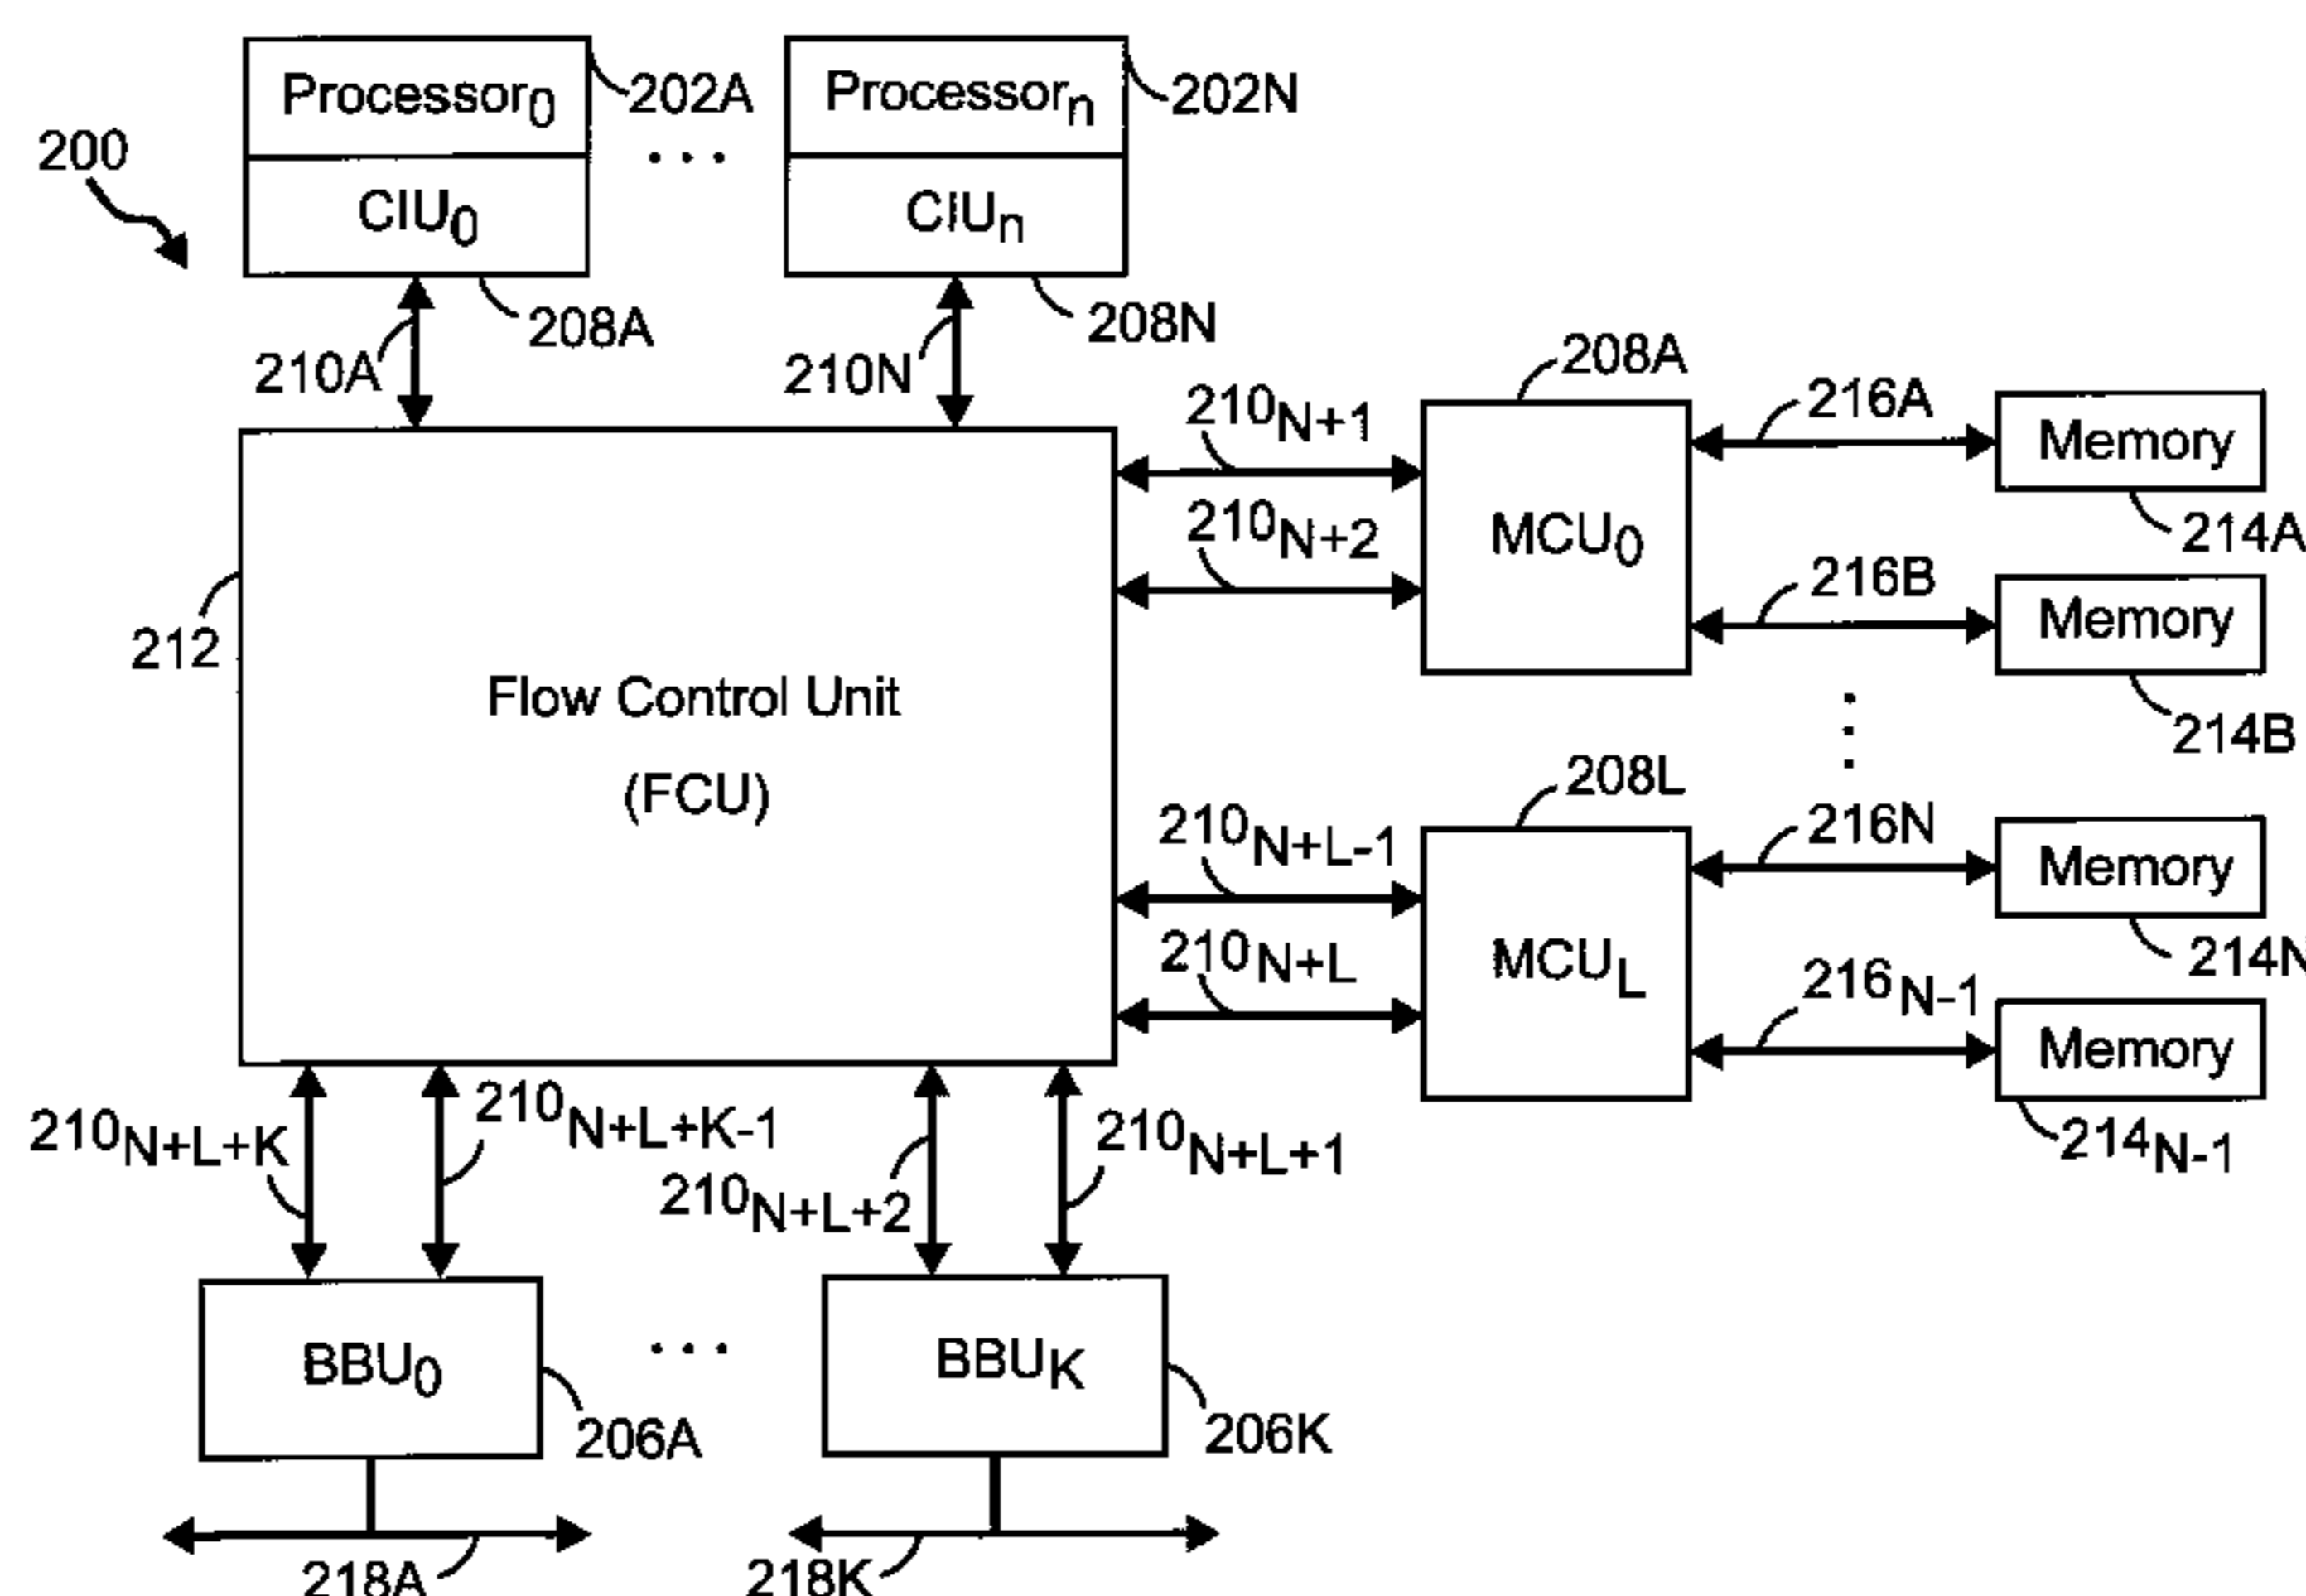 Processor0
202A
Processorn
202N
200
. . .
CIU0
CIUn
208A
208N
210A
210N
208A
216A
210N+1
Memory
214A
210N+2
MCU0
216B
Memory
212
Flow Control Unit
214B
(FCU)
208L
216N
210N+L-1
Memory
214N
210N+L
MCUL
216N-1
Memory
210N+L+K
210N+L+K-1
210N+L+2
210N+L+1
214N-1
BBU0
. . .
BBUK
206A
206K
218A
218K